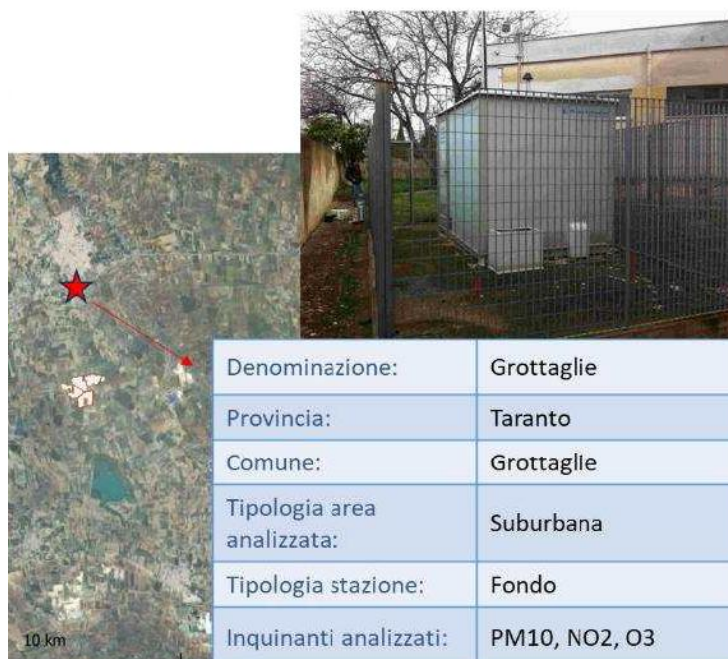 Denominazione: Grottaglie
Provincia: Taranto
Comune: Grottaglie
Tipologia area
analizzata: Suburbana
Tipologia stazione: Fondo
Inquinanti analizzati: PM10, NO2, O3
10 km